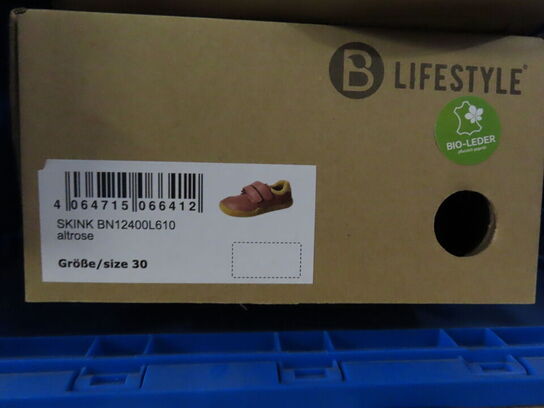 B LIFESTYLE®
BIO-LEDER
4 064715 066412
SKINK BN12400L610
altrose
Größe/size 30